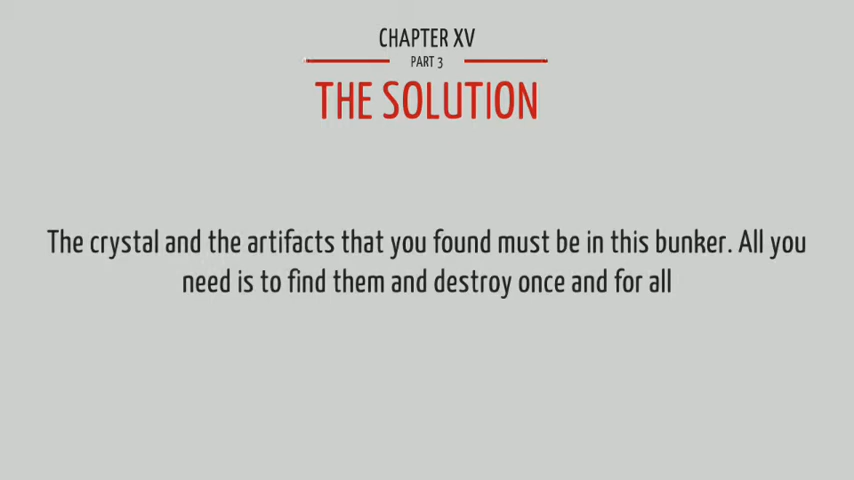 CHAPTER XV
PART 3
THE SOLUTION
The crystal and the artifacts that you found must be in this bunker. All you
need is to find them and destroy once and for all